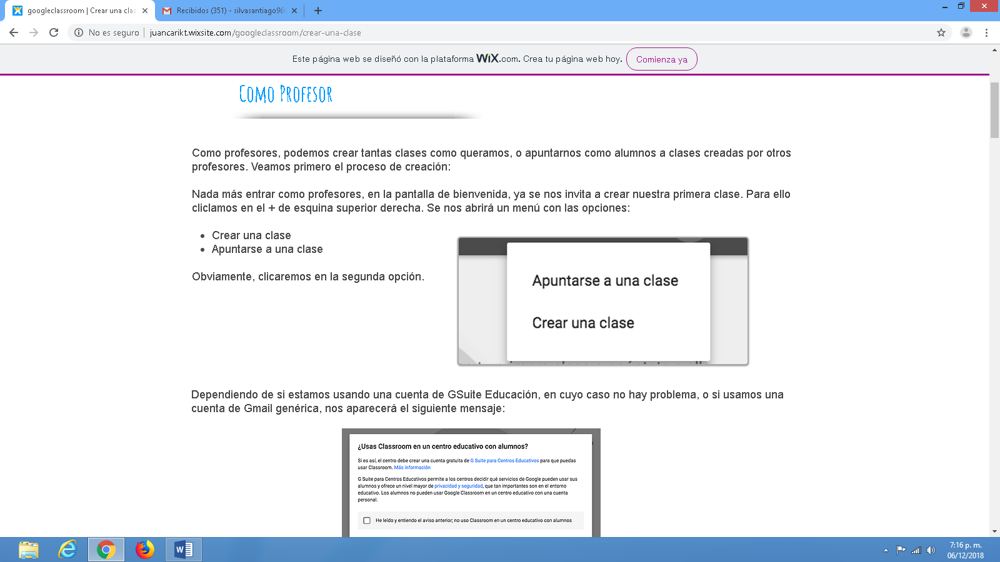 googleclassroom | Crear una clas
Recibidos (351) - silvasantiago96
No es seguro
juancarikt.wixsite.com/googleclassroom/crear-una-clase
Este página web se diseñó con la plataforma WiX.com. Crea tu página web hoy.
Comienza ya
Como Profesor
Como profesores, podemos crear tantas clases como queramos, o apuntarnos como alumnos a clases creadas por otros
profesores. Veamos primero el proceso de creación:
Nada más entrar como profesores, en la pantalla de bienvenida, ya se nos invita a crear nuestra primera clase. Para ello
cliclamos en el + de esquina superior derecha. Se nos abrirá un menú con las opciones:
• Crear una clase
• Apuntarse a una clase
Obviamente, clicaremos en la segunda opción.
Apuntarse a una clase
Crear una clase
Dependiendo de si estamos usando una cuenta de GSuite Educación, en cuyo caso no hay problema, o si usamos una
cuenta de Gmail genérica, nos aparecerá el siguiente mensaje:
¿Usas Classroom en un centro educativo con alumnos?
Si es así, el centro debe crear una cuenta gratuita de G Suite para Centros Educativos para que puedas
usar Classroom. Más información
G Suite para Centros Educativos permite a los centros decidir qué servicios de Google pueden usar sus
alumnos y ofrece un nivel mayor de privacidad y seguridad, que tan importantes son en el entorno
educativo. Los alumnos no pueden usar Google Classroom en un centro educativo con una cuenta
personal.
He leído y entiendo el aviso anterior; no uso Classroom en un centro educativo con alumnos
7:16 p. m.
06/12/2018